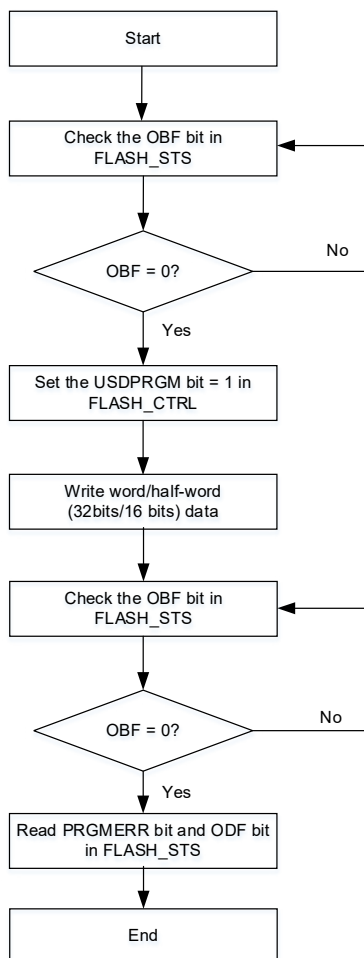 Start
Check the OBF bit in
FLASH_STS
OBF = 0?
No
Yes
Set the USDPRGM bit = 1 in
FLASH_CTRL
Write word/half-word
(32bits/16 bits) data
Check the OBF bit in
FLASH_STS
OBF = 0?
No
Yes
Read PRGMERR bit and ODF bit
in FLASH_STS
End